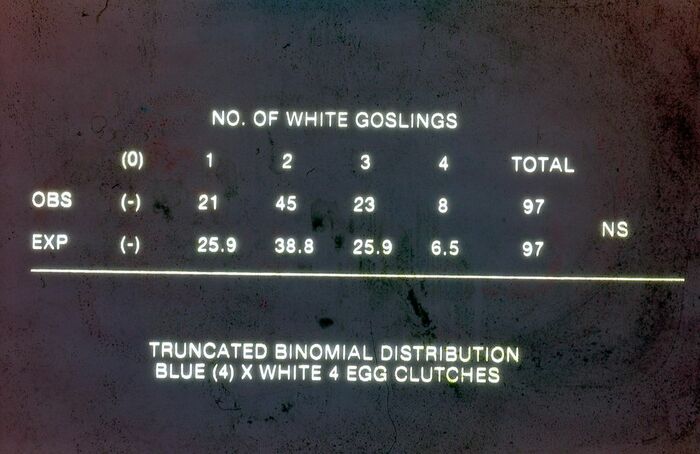 NO. OF WHITE GOSLINGS
(0) 1 2 3 4 TOTAL
OBS (-) 21 45 23 8 97
NS
EXP (-) 25.9 38.8 25.9 6.5 97
TRUNCATED BINOMIAL DISTRIBUTION
BLUE (4) X WHITE 4 EGG CLUTCHES